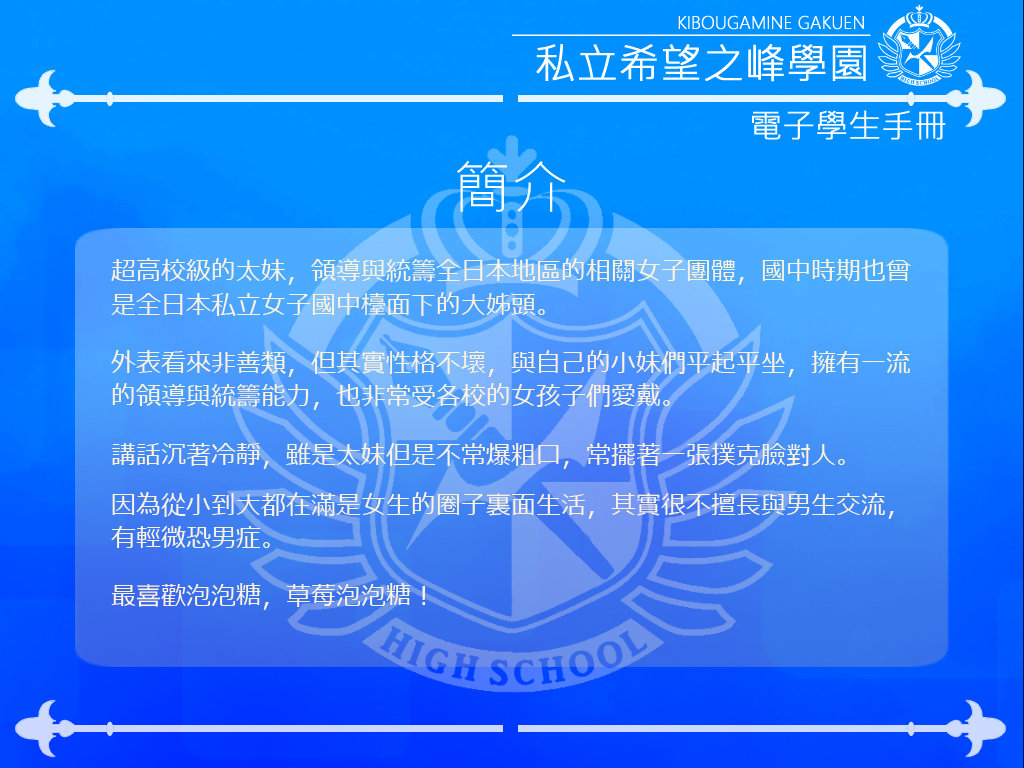 KIBOUGAMINE GAKUEN
私立希望之峰學園
HIGH SCHOOL
電子學生手冊
簡介
超高校級的太妹，領導與統籌全日本地區的相關女子團體，國中時期也曾
是全日本私立女子國中檯面下的大姊頭。
外表看來非善類，但其實性格不壞，與自己的小妹們平起平坐，擁有一流
的領導與統籌能力，也非常受各校的女孩子們愛戴。
講話沉著冷靜，雖是太妹但是不常爆粗口，常擺著一張撲克臉對人。
因為從小到大都在滿是女生的圈子裏面生活，其實很不擅長與男生交流，
有輕微恐男症。
最喜歡泡泡糖，草莓泡泡糖！
HIGH SCHOOL